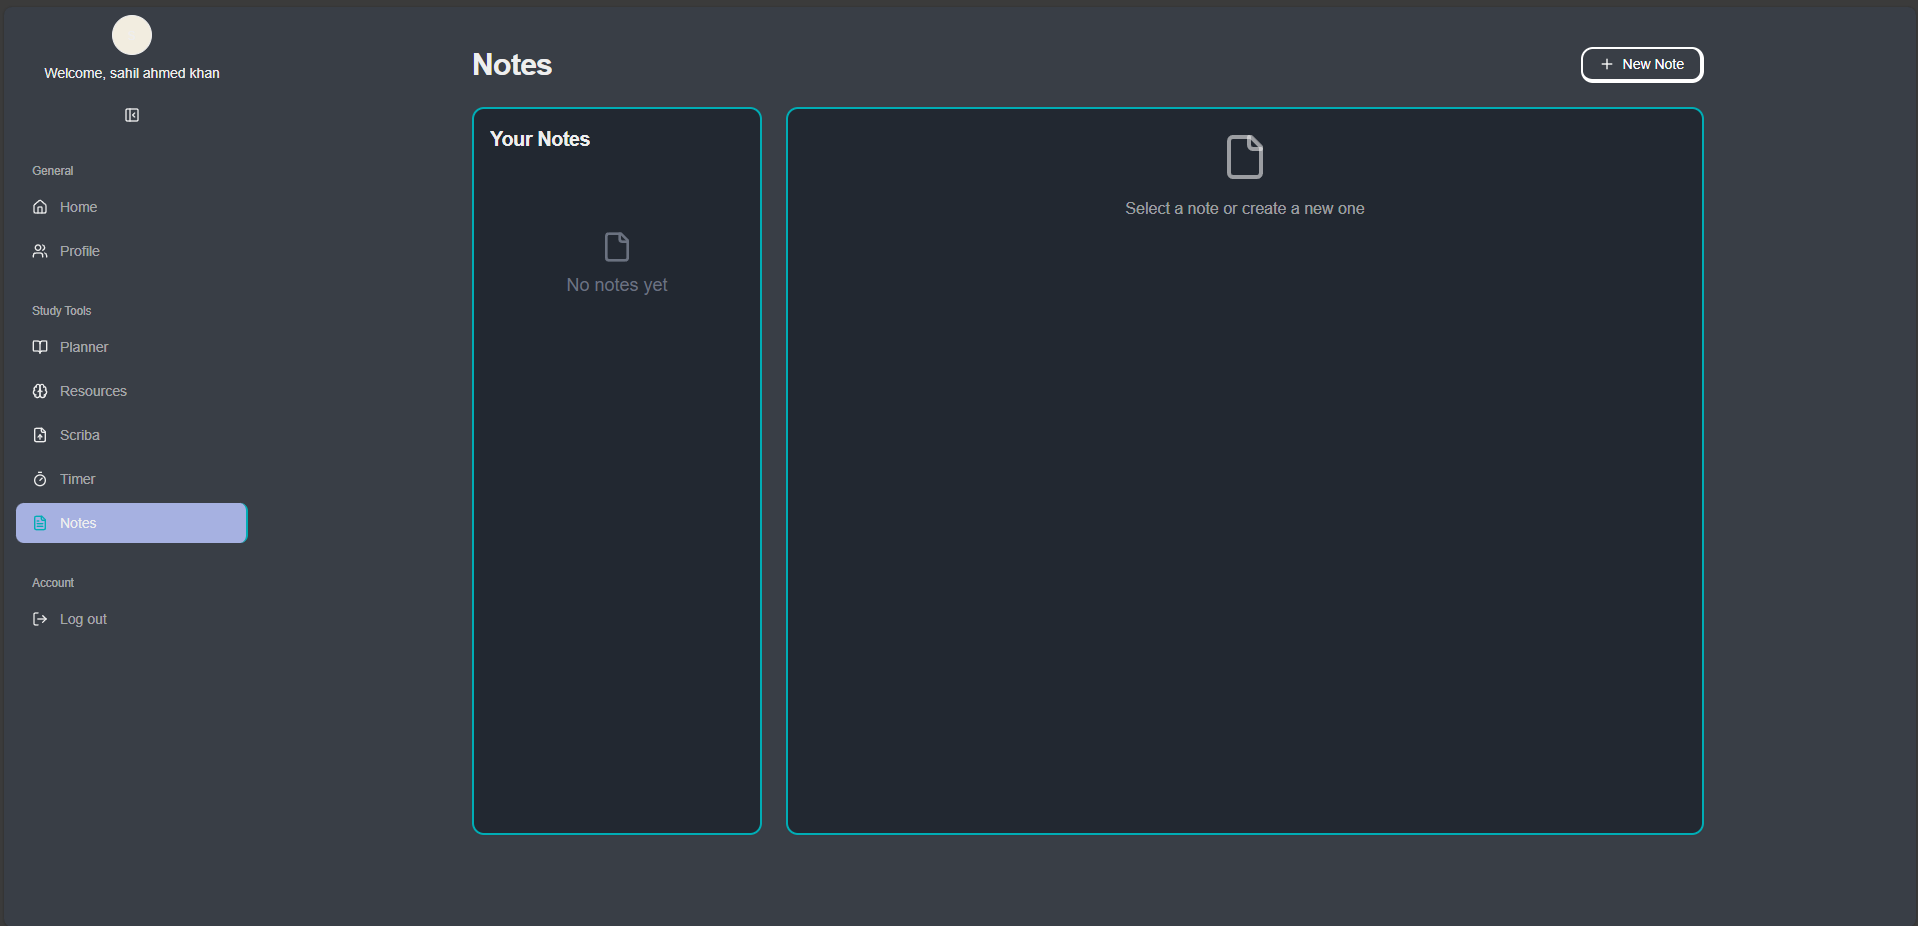 Welcome, sahil ahmed khan
General
Home
Profile
Study Tools
Planner
Resources
Scriba
Timer
Notes
Account
Log out
Notes
New Note
Your Notes
No notes yet
Select a note or create a new one